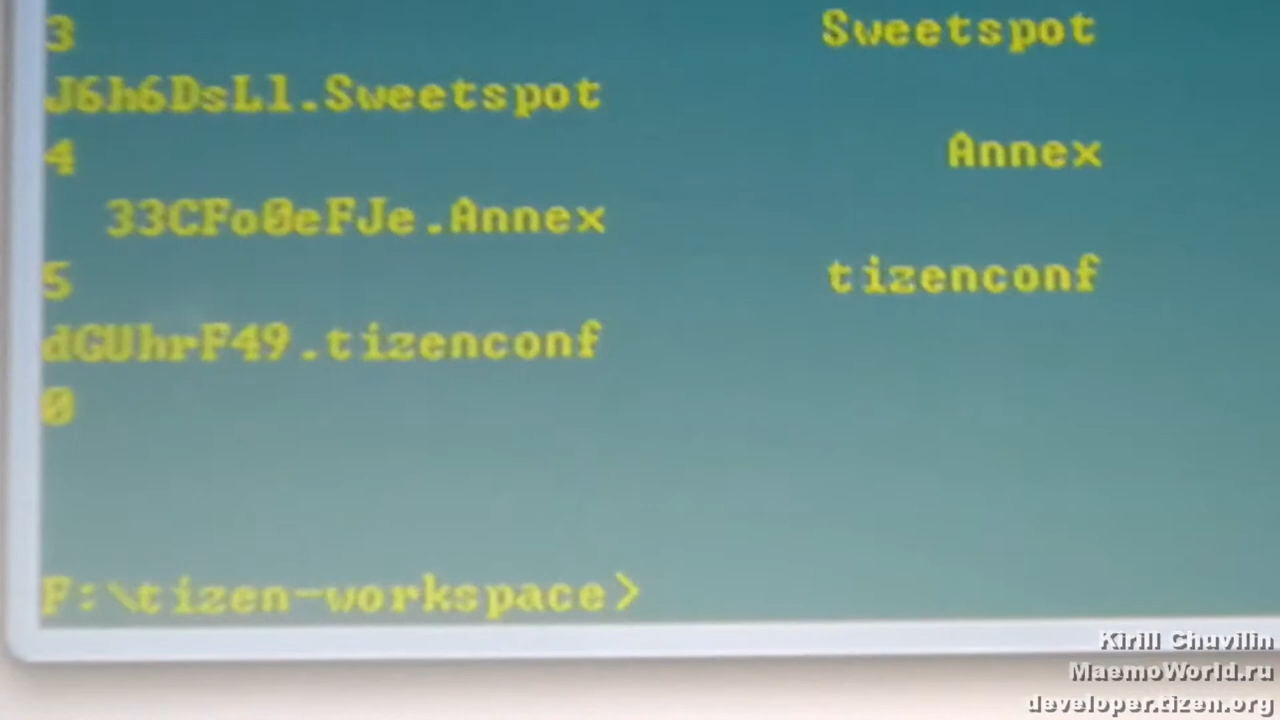 3 Sweetspot
J6h6DsLl.Sweetspot
4 Annex
33CFo0eFJe.Annex
5 tizenconf
dGUhrF49.tizenconf
0
F:\tizen-workspace>
Kirill Chuvilin
MaemoWorld.ru
developer.tizen.org